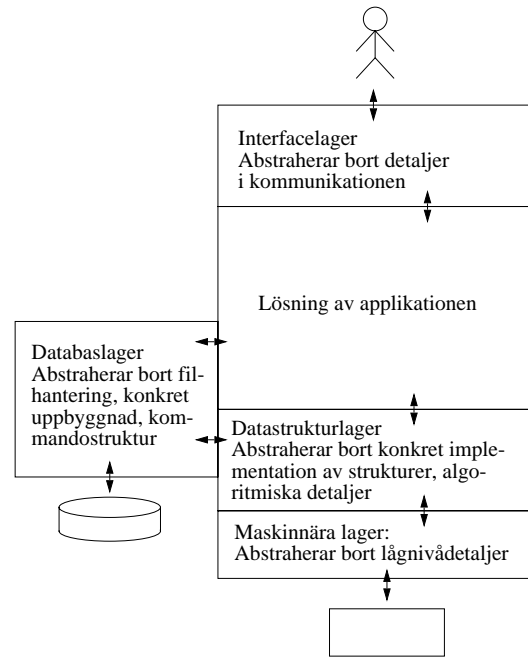 Interfacelager
Abstraherar bort detaljer
i kommunikationen
Lösning av applikationen
Databaslager
Abstraherar bort fil-
hantering, konkret
uppbyggnad, kom-
mandostruktur
Datastrukturlager
Abstraherar bort konkret imple-
mentation av strukturer, algo-
ritmiska detaljer
Maskinnära lager:
Abstraherar bort lågnivådetaljer